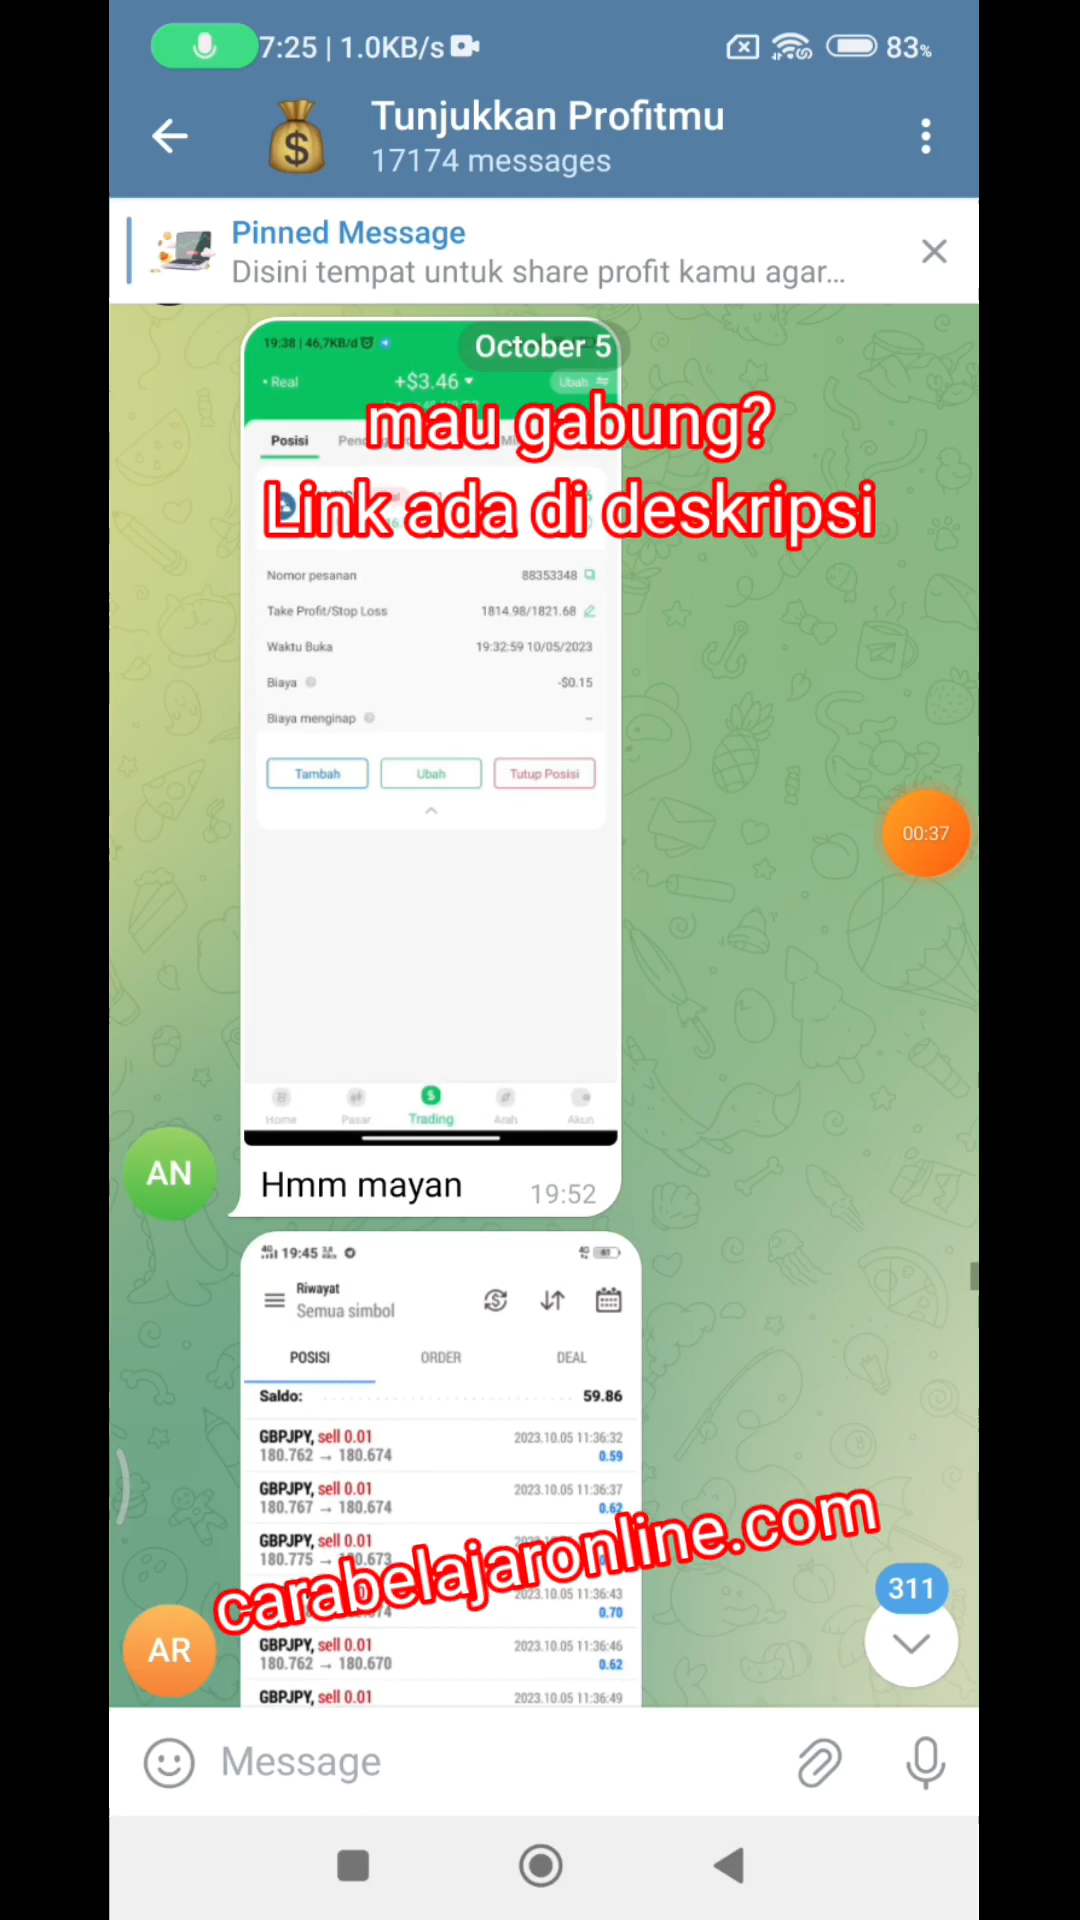 7:25 | 1.0KB/s
83%
Tunjukkan Profitmu
17174 messages
Pinned Message
Disini tempat untuk share profit kamu agar...
October 5
19:38 | 46,7KB/d
• Real
+$3.46
Ubah
mau gabung?
Posisi
Link ada di deskripsi
Nomor pesanan 88353348
Take Profit/Stop Loss 1814.98/1821.68
Waktu Buka 19:32:59 10/05/2023
Biaya -$0.15
Biaya menginap –
Tambah Ubah Tutup Posisi
00:37
Home Pasar Trading Arah Akun
AN
Hmm mayan 19:52
4G 19:45 4G
Riwayat
Semua simbol
POSISI ORDER DEAL
Saldo: 59.86
GBPJPY, sell 0.01 2023.10.05 11:36:32
180.762 → 180.674 0.59
GBPJPY, sell 0.01 2023.10.05 11:36:37
180.767 → 180.674 0.62
GBPJPY, sell 0.01
180.775 →
carabelajaronline.com
11:36:43
0.70
GBPJPY, sell 0.01 2023.10.05 11:36:46
180.762 → 180.670 0.62
GBPJPY, sell 0.01 2023.10.05 11:36:49
311
AR
Message